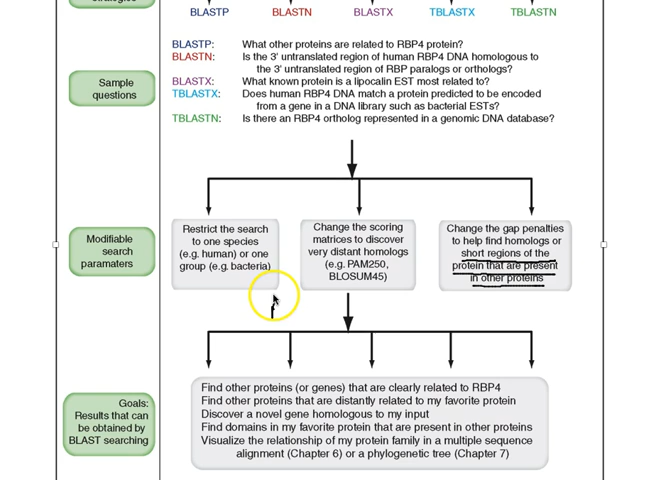 strategies
BLASTP BLASTN BLASTX TBLASTX TBLASTN
BLASTP: What other proteins are related to RBP4 protein?
BLASTN: Is the 3' untranslated region of human RBP4 DNA homologous to
the 3' untranslated region of RBP paralogs or orthologs?
BLASTX: What known protein is a lipocalin EST most related to?
TBLASTX: Does human RBP4 DNA match a protein predicted to be encoded
from a gene in a DNA library such as bacterial ESTs?
TBLASTN: Is there an RBP4 ortholog represented in a genomic DNA database?
Sample
questions
Modifiable
search
paramaters
Restrict the search
to one species
(e.g. human) or one
group (e.g. bacteria)
Change the scoring
matrices to discover
very distant homologs
(e.g. PAM250,
BLOSUM45)
Change the gap penalties
to help find homologs or
short regions of the
protein that are present
in other proteins
Goals:
Results that can
be obtained by
BLAST searching
Find other proteins (or genes) that are clearly related to RBP4
Find other proteins that are distantly related to my favorite protein
Discover a novel gene homologous to my input
Find domains in my favorite protein that are present in other proteins
Visualize the relationship of my protein family in a multiple sequence
alignment (Chapter 6) or a phylogenetic tree (Chapter 7)